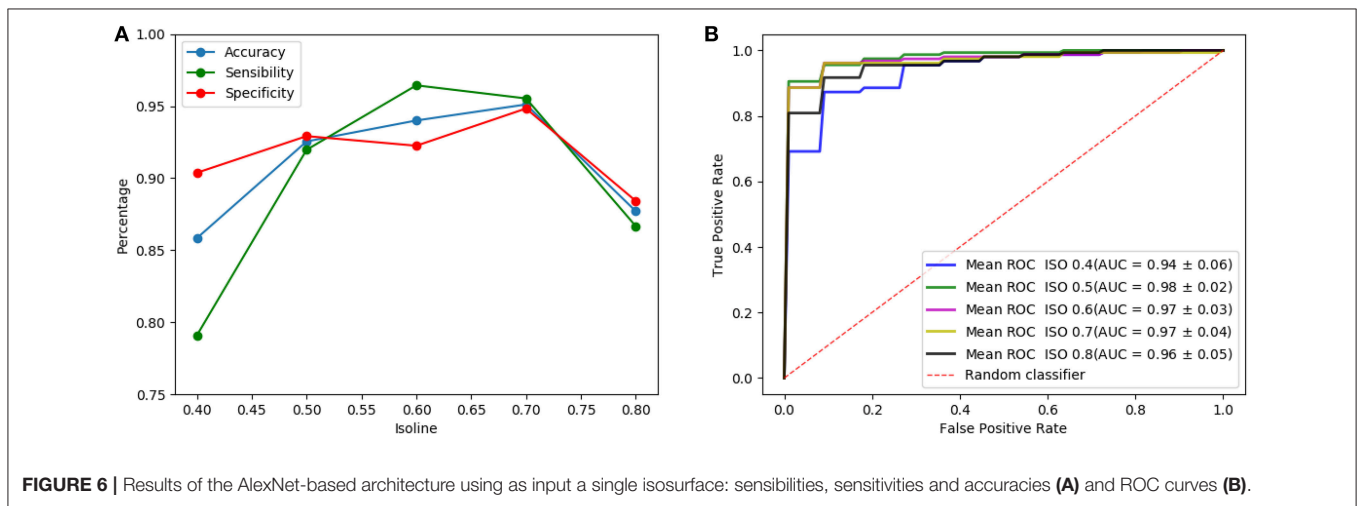 A
1.00
0.95
0.90
0.85
0.80
0.75
Percentage
Accuracy
Sensibility
Specificity
0.40 0.45 0.50 0.55 0.60 0.65 0.70 0.75 0.80
Isoline
B
1.0
0.8
0.6
0.4
0.2
0.0
True Positive Rate
Mean ROC ISO 0.4(AUC = 0.94 ± 0.06)
Mean ROC ISO 0.5(AUC = 0.98 ± 0.02)
Mean ROC ISO 0.6(AUC = 0.97 ± 0.03)
Mean ROC ISO 0.7(AUC = 0.97 ± 0.04)
Mean ROC ISO 0.8(AUC = 0.96 ± 0.05)
Random classifier
0.0 0.2 0.4 0.6 0.8 1.0
False Positive Rate
FIGURE 6 | Results of the AlexNet-based architecture using as input a single isosurface: sensibilities, sensitivities and accuracies (A) and ROC curves (B).